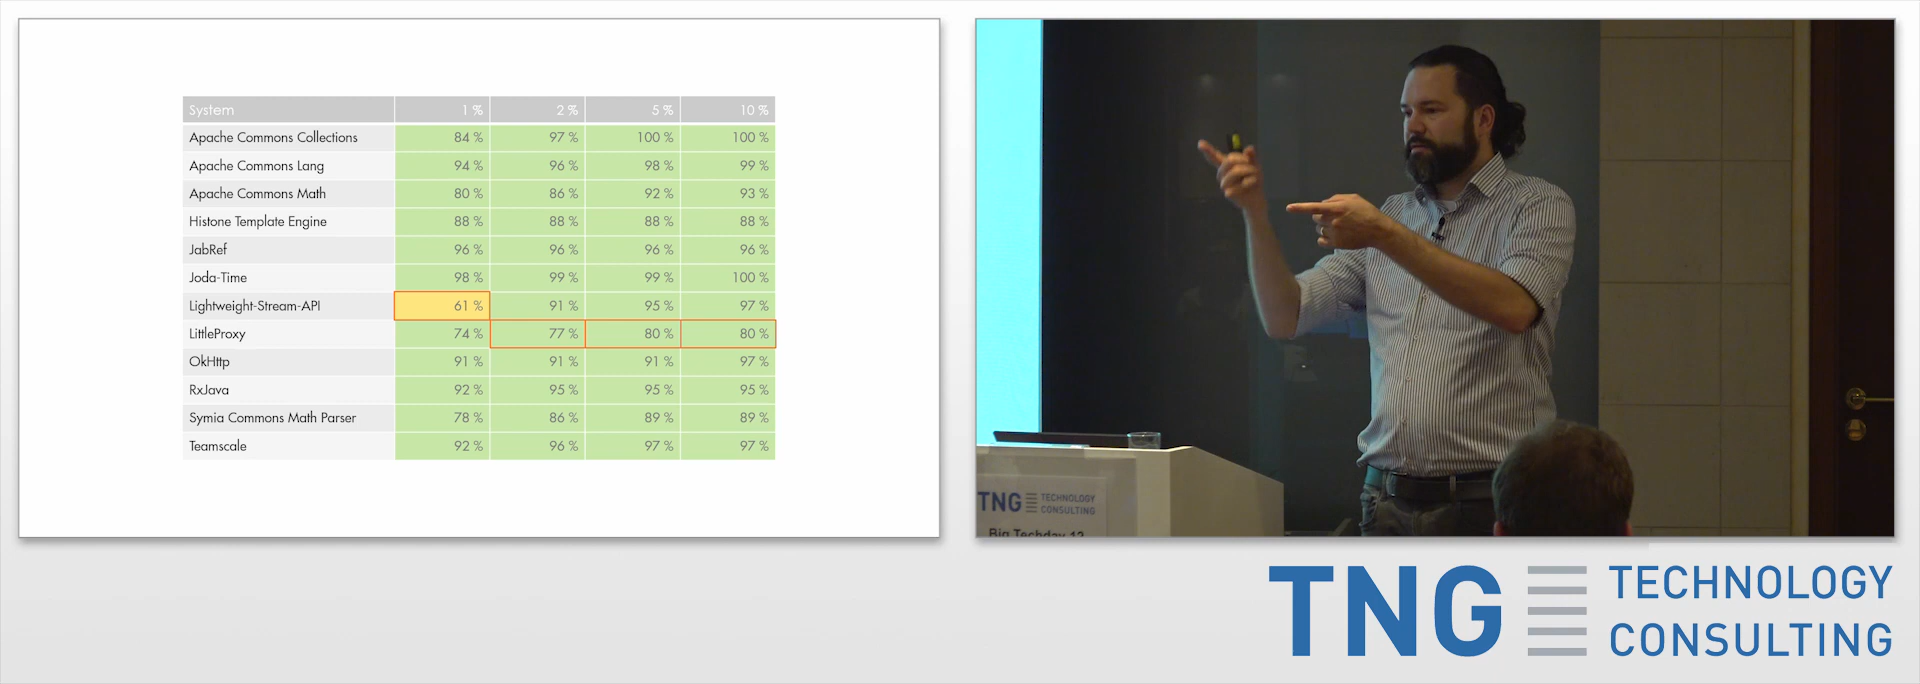 System 1 % 2 % 5 % 10 %
Apache Commons Collections 84 % 97 % 100 % 100 %
Apache Commons Lang 94 % 96 % 98 % 99 %
Apache Commons Math 80 % 86 % 92 % 93 %
Histone Template Engine 88 % 88 % 88 % 88 %
JabRef 96 % 96 % 96 % 96 %
Joda-Time 98 % 99 % 99 % 100 %
Lightweight-Stream-API 61 % 91 % 95 % 97 %
LittleProxy 74 % 77 % 80 % 80 %
OkHttp 91 % 91 % 91 % 97 %
RxJava 92 % 95 % 95 % 95 %
Symia Commons Math Parser 78 % 86 % 89 % 89 %
Teamscale 92 % 96 % 97 % 97 %
TNG TECHNOLOGY
CONSULTING
Big Techday 12
TNG TECHNOLOGY
CONSULTING